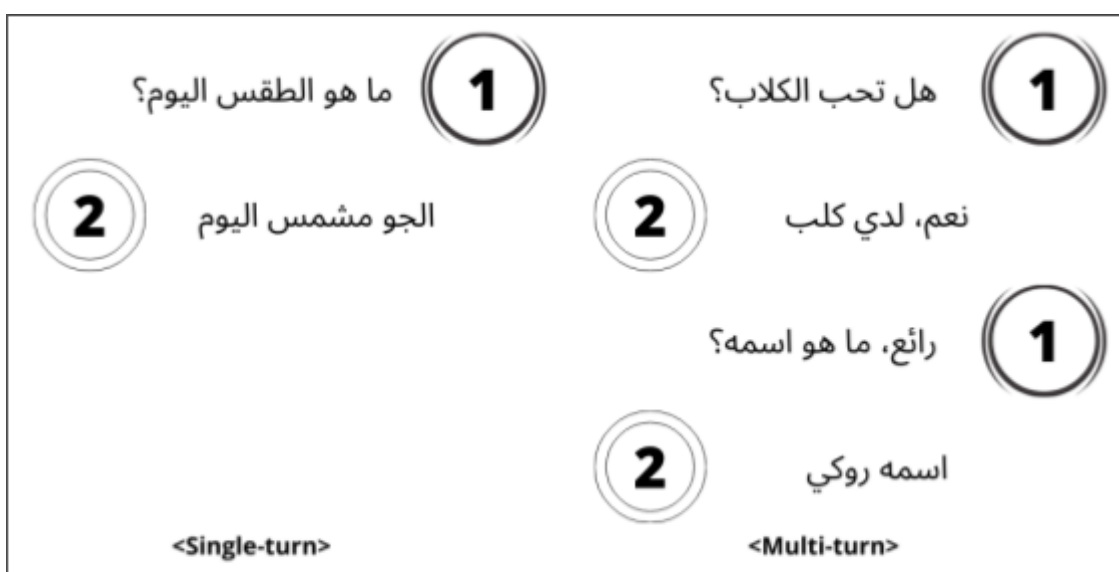 1
ما هو الطقس اليوم؟
2
الجو مشمس اليوم
<Single-turn>
1
هل تحب الكلاب؟
2
نعم، لدي كلب
1
رائع، ما هو اسمه؟
2
اسمه روكي
<Multi-turn>